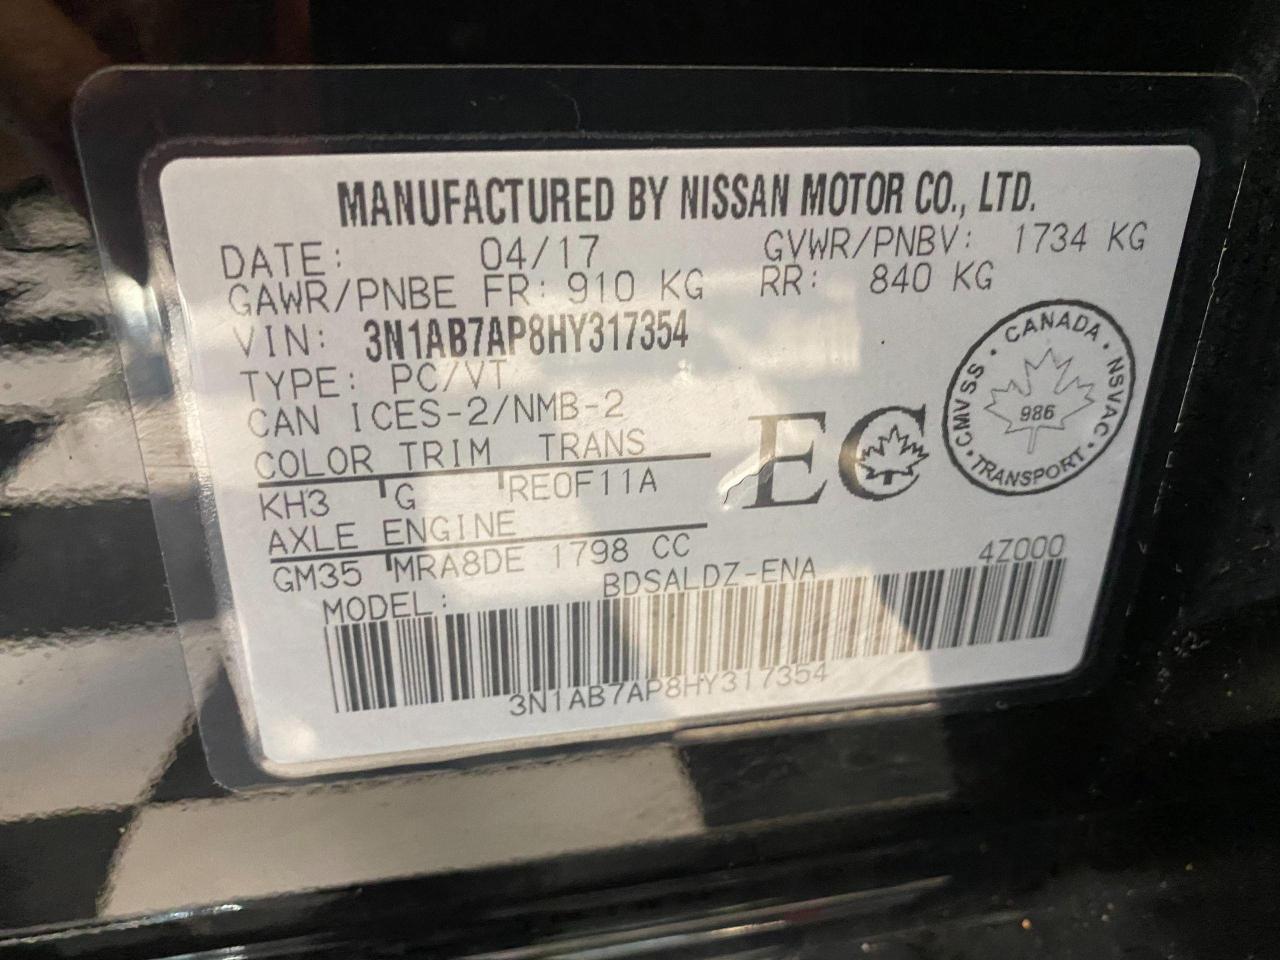 MANUFACTURED BY NISSAN MOTOR CO., LTD.
DATE: 04/17 GVWR/PNBV: 1734 KG
GAWR/PNBE FR: 910 KG RR: 840 KG
VIN: 3N1AB7AP8HY317354
TYPE: PC/VT
CAN ICES-2/NMB-2
COLOR TRIM TRANS
KH3 G RE0F11A
AXLE ENGINE
GM35 MRA8DE 1798 CC
MODEL: BDSALDZ-ENA 4Z000
3N1AB7AP8HY317354
EC
CANADA · NSVAC · TRANSPORT · CMVSS ·
986